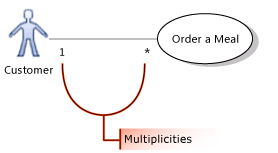 Order a Meal
1 *
Customer
Multiplicities